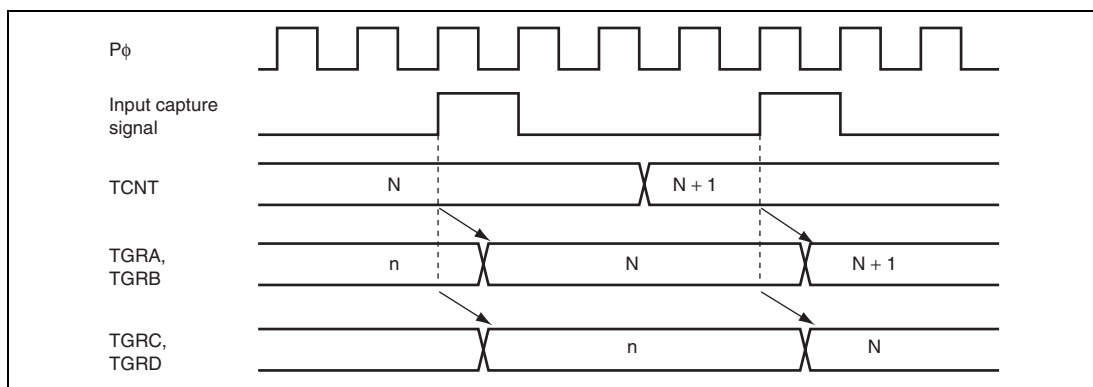 Pϕ
Input capture
signal
TCNT
N
N + 1
TGRA,
TGRB
n
N
N + 1
TGRC,
TGRD
n
N